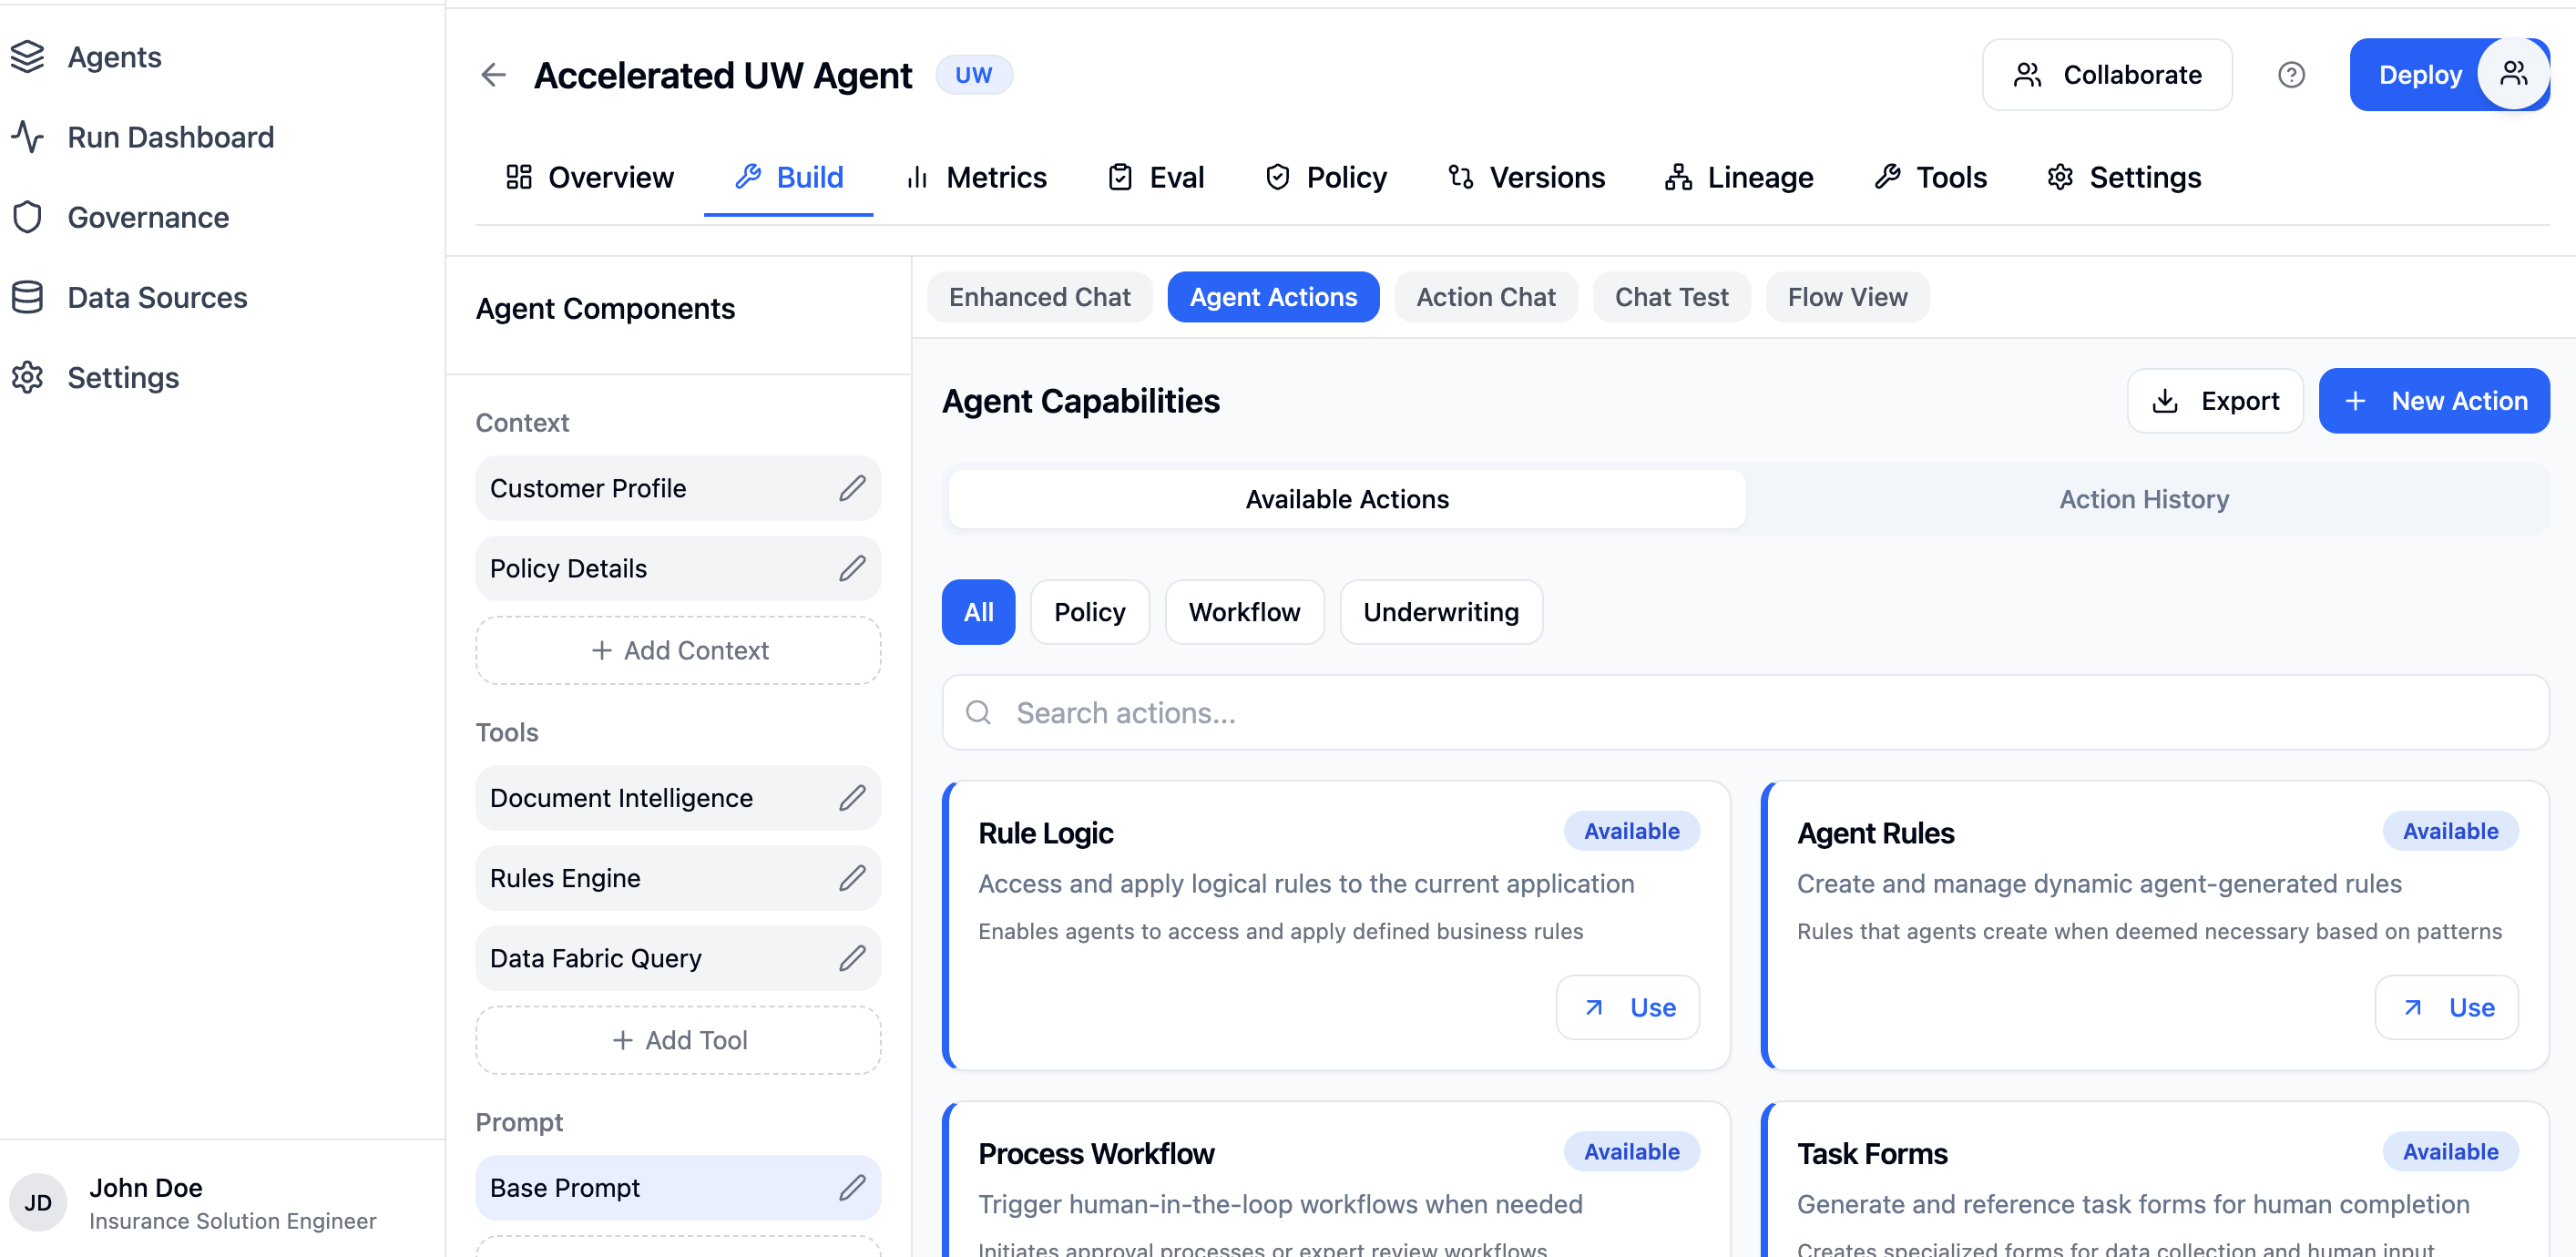 Agents
Run Dashboard
Governance
Data Sources
Settings
JD
John Doe
Insurance Solution Engineer
Accelerated UW Agent
UW
Collaborate
Deploy
Overview
Build
Metrics
Eval
Policy
Versions
Lineage
Tools
Settings
Agent Components
Context
Customer Profile
Policy Details
+ Add Context
Tools
Document Intelligence
Rules Engine
Data Fabric Query
+ Add Tool
Prompt
Base Prompt
Enhanced Chat
Agent Actions
Action Chat
Chat Test
Flow View
Agent Capabilities
Export
+ New Action
Available Actions
Action History
All
Policy
Workflow
Underwriting
Search actions...
Rule Logic
Available
Access and apply logical rules to the current application
Enables agents to access and apply defined business rules
Use
Agent Rules
Available
Create and manage dynamic agent-generated rules
Rules that agents create when deemed necessary based on patterns
Use
Process Workflow
Available
Trigger human-in-the-loop workflows when needed
Initiates approval processes or expert review workflows
Task Forms
Available
Generate and reference task forms for human completion
Creates specialized forms for data collection and human input